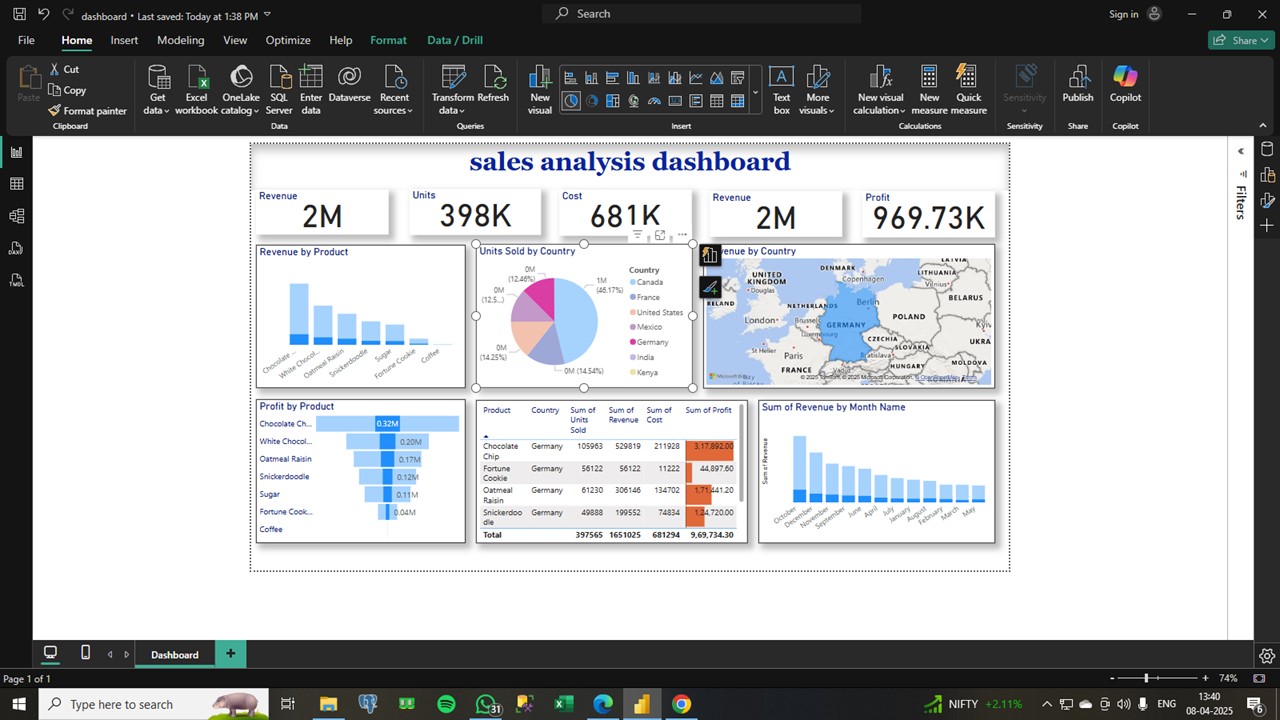 dashboard • Last saved: Today at 1:38 PM
Search
Sign in
File Home Insert Modeling View Optimize Help Format Data / Drill
Share
Paste
Cut
Copy
Format painter
Clipboard
Get data
Excel workbook
OneLake catalog
SQL Server
Enter data
Dataverse
Recent sources
Data
Transform data
Refresh
Queries
New visual
Text box
More visuals
Insert
New visual calculation
New measure
Quick measure
Calculations
Sensitivity
Sensitivity
Publish
Share
Copilot
Copilot
Filters
sales analysis dashboard
Revenue
2M
Units
398K
Cost
681K
Revenue
2M
Profit
969.73K
Revenue by Product
Chocolate ...
White Chocol...
Oatmeal Raisin
Snickerdoodle
Sugar
Fortune Cookie
Coffee
Units Sold by Country
0M (12.46%)
0M (12.5...)
0M (14.25%)
0M (14.54%)
1M (46.17%)
Country
Canada
France
United States
Mexico
Germany
India
Kenya
venue by Country
UNITED KINGDOM
Douglas
RELAND
London
St Helier
Paris
FRANCE
DENMARK
Copenhagen
NETHERLANDS
Brussels
Luxembourg
Berlin
GERMANY
POLAND
CZECHIA
SLOVAKIA
Bratislava
Vaduz
HUNGARY
LATVIA
LITHUANIA
Vilnius
BELARUS
Kyiv
UKRA
MOLDOVA
ROMANIA
© 2025 TomTom, © 2025 Microsoft Corporation, © OpenStreetMap Terms
Profit by Product
Chocolate Ch... 0.32M
White Chocol... 0.20M
Oatmeal Raisin 0.17M
Snickerdoodle 0.12M
Sugar 0.11M
Fortune Cook... 0.04M
Coffee
Product Country Sum of Units Sold Sum of Revenue Sum of Cost Sum of Profit
Chocolate Chip Germany 105963 529819 211928 3,17,892.00
Fortune Cookie Germany 56122 56122 11222 44,897.60
Oatmeal Raisin Germany 61230 306146 134702 1,71,441.20
Snickerdoodle Germany 49888 199552 74834 1,24,720.00
Total 397565 1651025 681294 9,69,734.30
Sum of Revenue by Month Name
Sum of Revenue
October
December
November
September
June
April
July
January
August
February
March
May
Dashboard
Page 1 of 1
74%
Type here to search
31
NIFTY +2.11%
ENG
13:40
08-04-2025
6